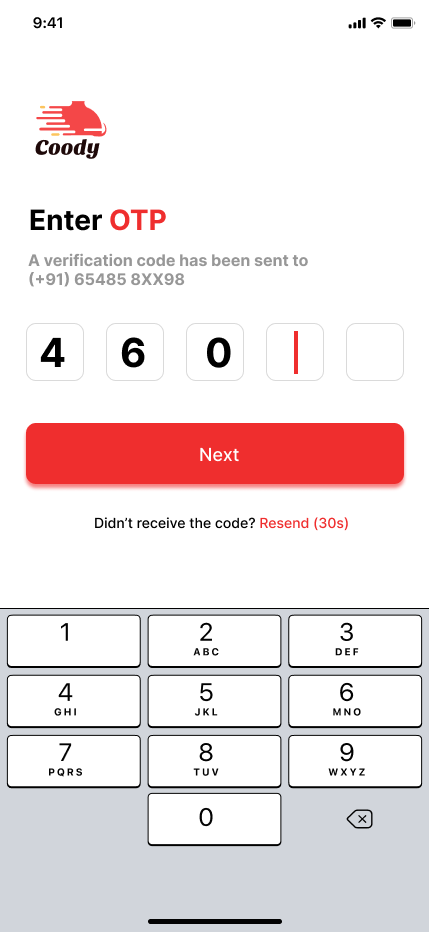 9:41
Coody
Enter OTP
A verification code has been sent to
(+91) 65485 8XX98
4 6 0
Next
Didn’t receive the code? Resend (30s)
1 2 3
ABC DEF
4 5 6
GHI JKL MNO
7 8 9
PQRS TUV WXYZ
0